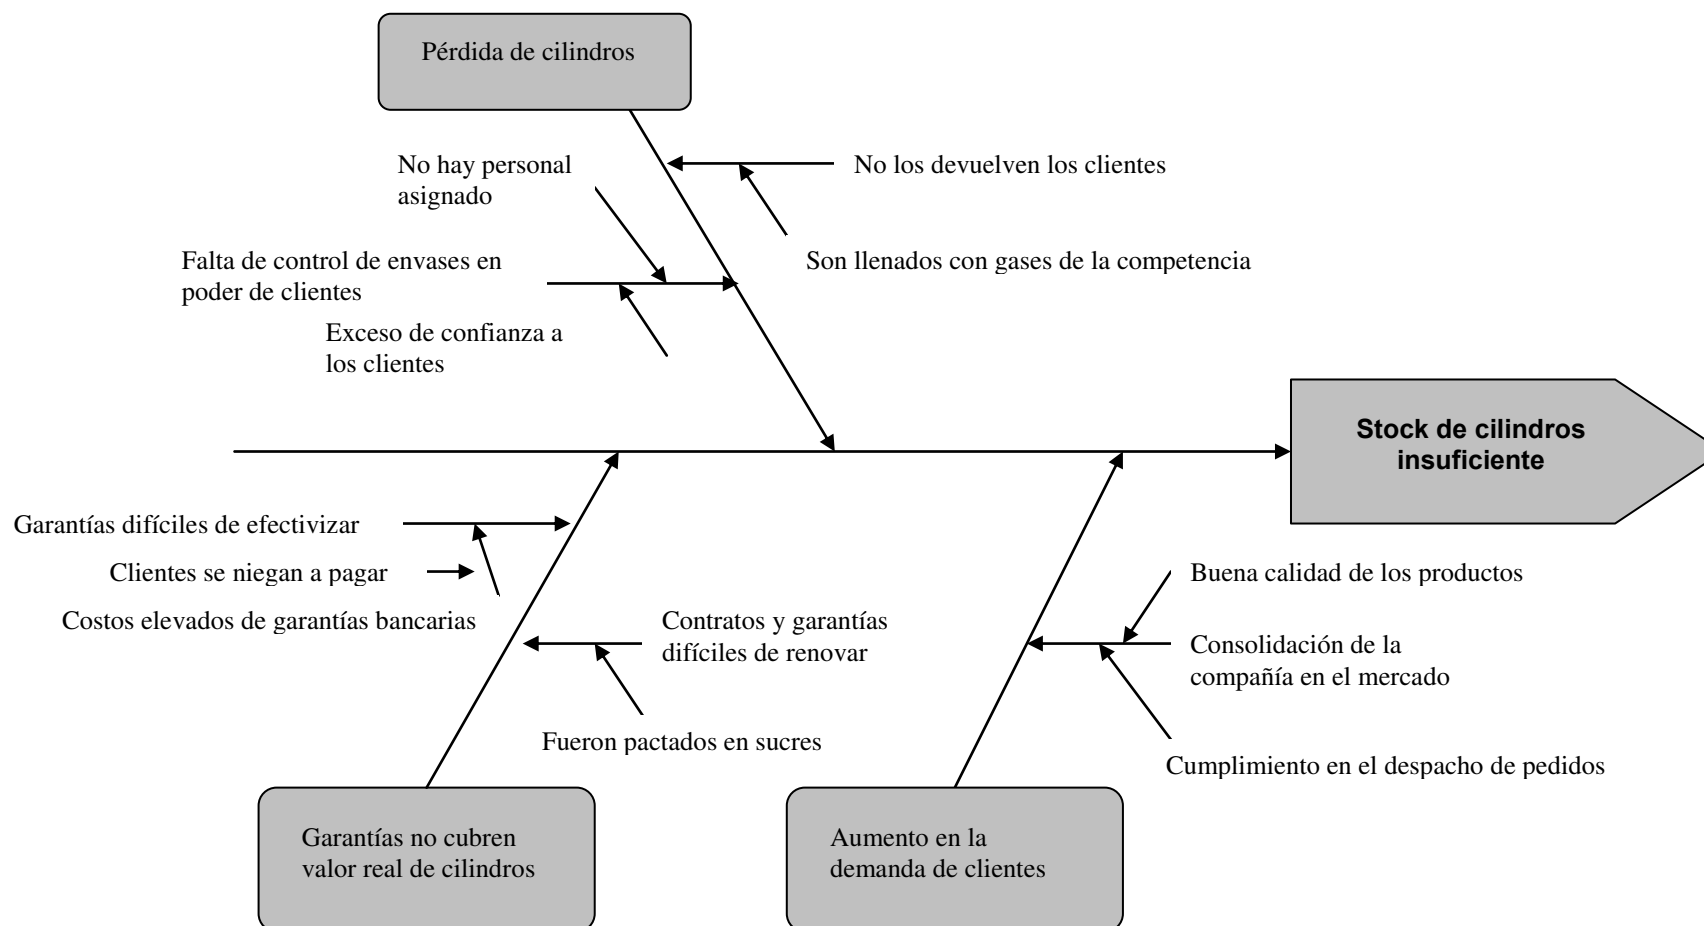 Pérdida de cilindros
No hay personal
asignado
No los devuelven los clientes
Falta de control de envases en
poder de clientes
Son llenados con gases de la competencia
Exceso de confianza a
los clientes
Stock de cilindros
insuficiente
Garantías difíciles de efectivizar
Clientes se niegan a pagar
Costos elevados de garantías bancarias
Contratos y garantías
difíciles de renovar
Fueron pactados en sucres
Buena calidad de los productos
Consolidación de la
compañía en el mercado
Cumplimiento en el despacho de pedidos
Garantías no cubren
valor real de cilindros
Aumento en la
demanda de clientes